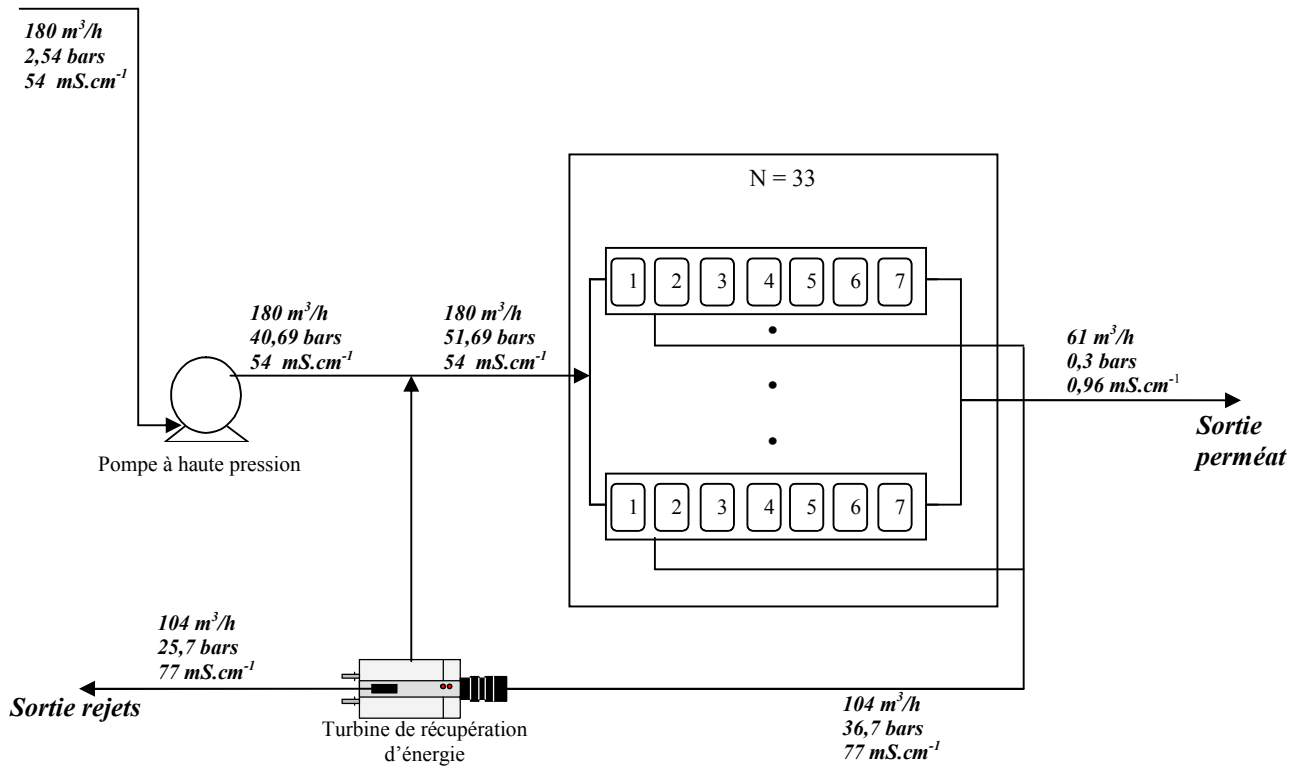 180 m³/h
2,54 bars
54 mS.cm⁻¹
N = 33
1 2 3 4 5 6 7
180 m³/h
40,69 bars
54 mS.cm⁻¹
180 m³/h
51,69 bars
54 mS.cm⁻¹
61 m³/h
0,3 bars
0,96 mS.cm⁻¹
Sortie
perméat
Pompe à haute pression
1 2 3 4 5 6 7
104 m³/h
25,7 bars
77 mS.cm⁻¹
Sortie rejets
Turbine de récupération
d’énergie
104 m³/h
36,7 bars
77 mS.cm⁻¹